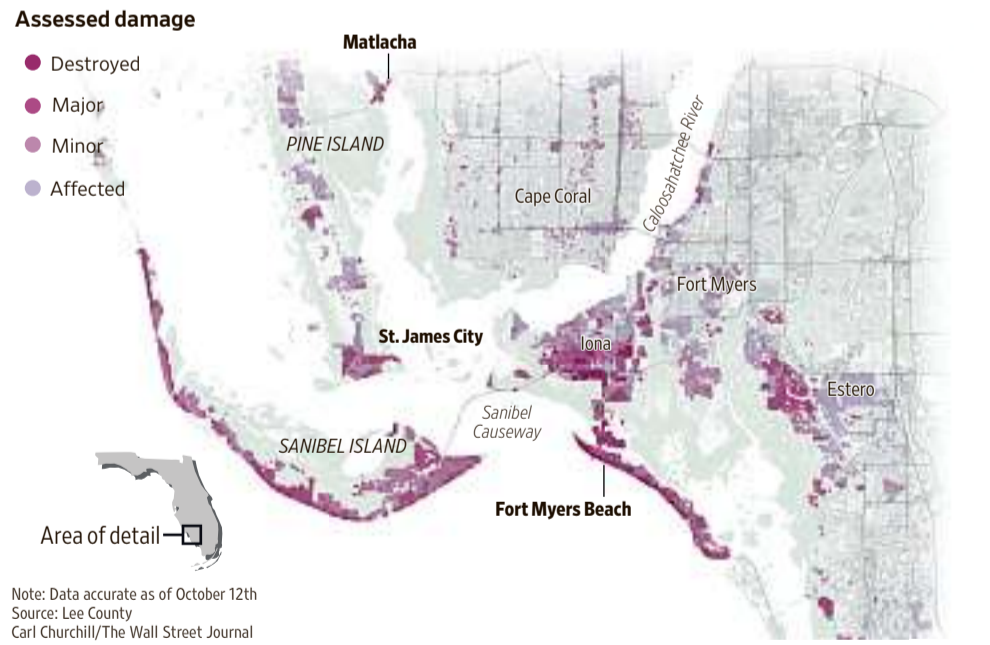 Assessed damage
Destroyed
Major
Minor
Affected
Matlacha
PINE ISLAND
Cape Coral
Caloosahatchee River
Fort Myers
St. James City
Iona
Estero
Sanibel
Causeway
SANIBEL ISLAND
Fort Myers Beach
Area of detail
Note: Data accurate as of October 12th
Source: Lee County
Carl Churchill/The Wall Street Journal